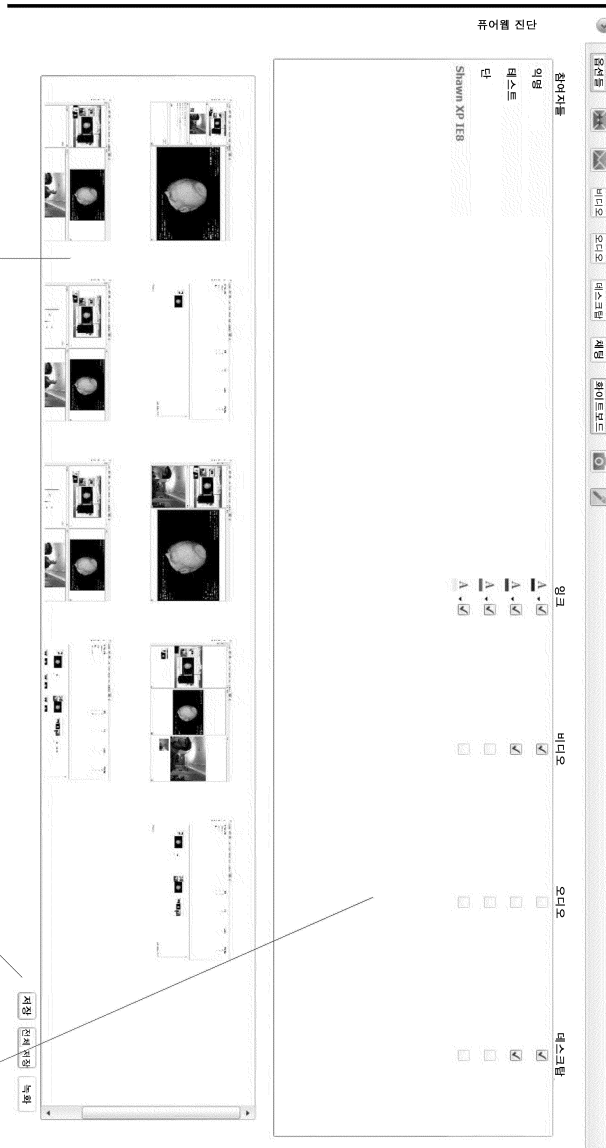 퓨어웹 진단
옵션들 비디오 오디오 데스크탑 채팅 화이트보드
참여자들 잉크 비디오 오디오 데스크탑
익명 A
테스트 A
단 A
Shawn XP IE8 A
저장 전체 저장 녹화